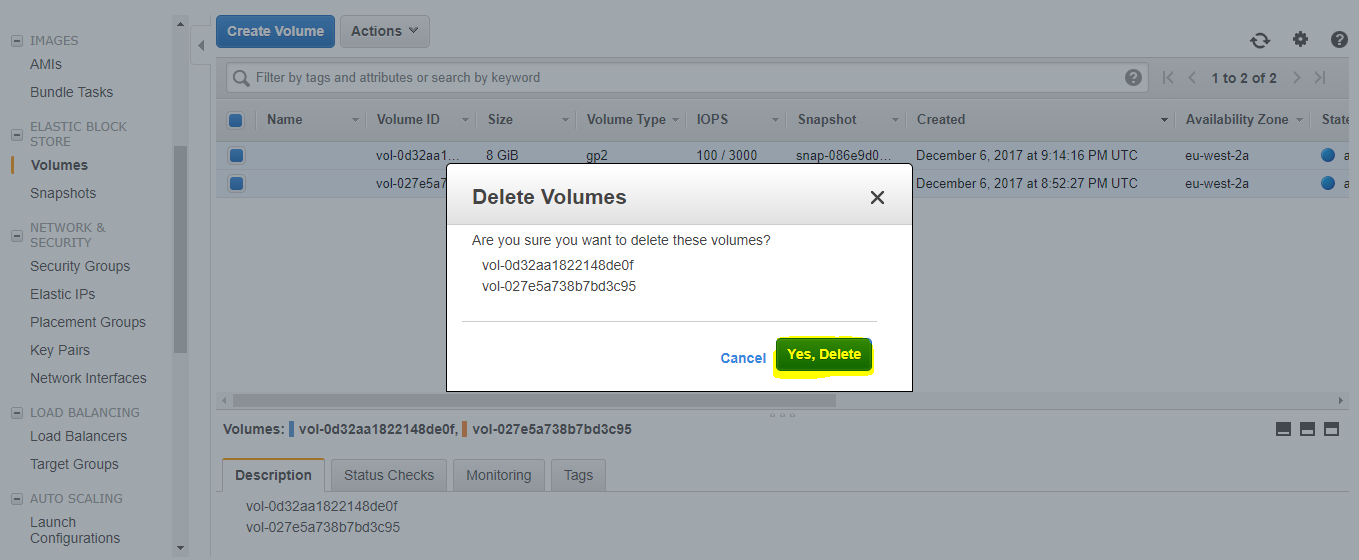 IMAGES
AMIs
Bundle Tasks
ELASTIC BLOCK
STORE
Volumes
Snapshots
NETWORK &
SECURITY
Security Groups
Elastic IPs
Placement Groups
Key Pairs
Network Interfaces
LOAD BALANCING
Load Balancers
Target Groups
AUTO SCALING
Launch
Configurations
Create Volume Actions
Filter by tags and attributes or search by keyword 1 to 2 of 2
Name Volume ID Size Volume Type IOPS Snapshot Created Availability Zone State
vol-0d32aa1... 8 GiB gp2 100 / 3000 snap-086e9d0... December 6, 2017 at 9:14:16 PM UTC eu-west-2a a
vol-027e5a7 December 6, 2017 at 8:52:27 PM UTC eu-west-2a a
Delete Volumes
Are you sure you want to delete these volumes?
vol-0d32aa1822148de0f
vol-027e5a738b7bd3c95
Cancel Yes, Delete
Volumes: vol-0d32aa1822148de0f, vol-027e5a738b7bd3c95
Description Status Checks Monitoring Tags
vol-0d32aa1822148de0f
vol-027e5a738b7bd3c95